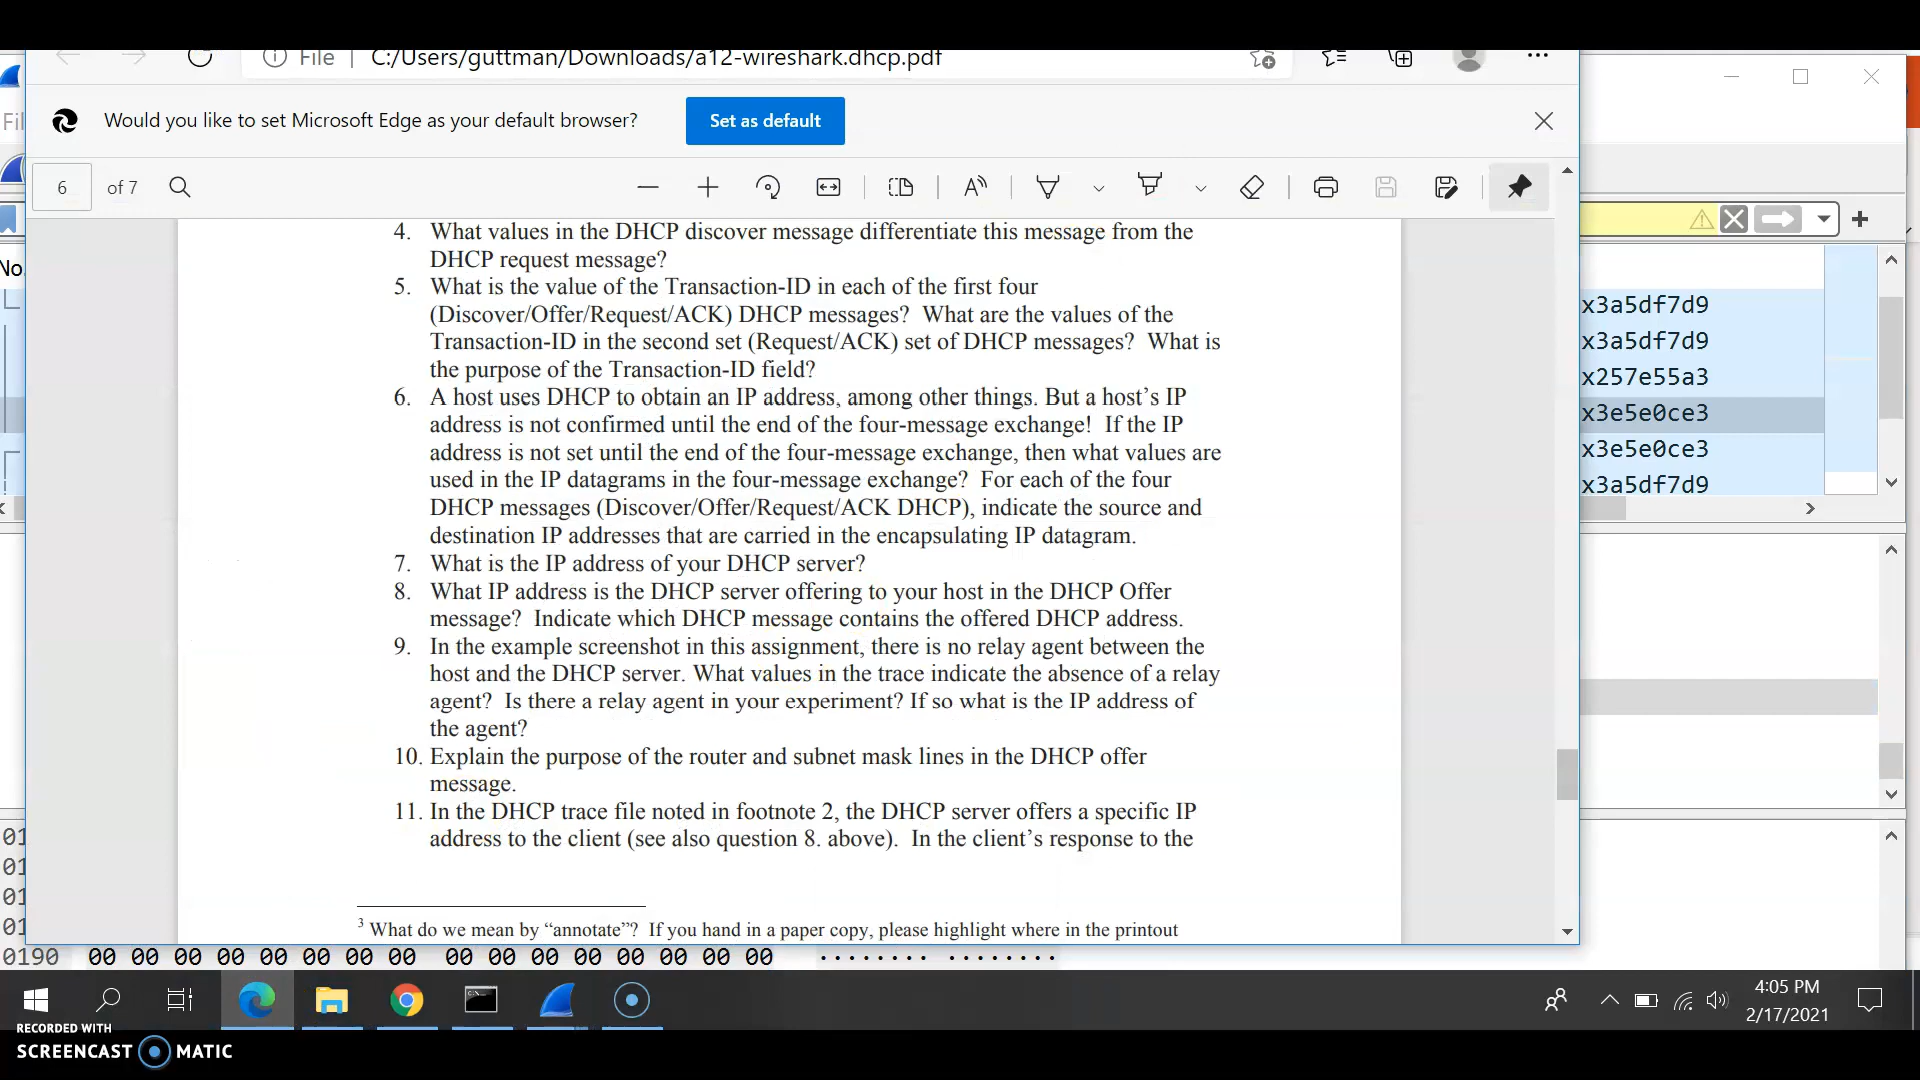 File | C:/Users/guttman/Downloads/a12-wireshark.dhcp.pdf
Would you like to set Microsoft Edge as your default browser? Set as default
6 of 7
4. What values in the DHCP discover message differentiate this message from the
DHCP request message?
5. What is the value of the Transaction-ID in each of the first four
(Discover/Offer/Request/ACK) DHCP messages? What are the values of the
Transaction-ID in the second set (Request/ACK) set of DHCP messages? What is
the purpose of the Transaction-ID field?
6. A host uses DHCP to obtain an IP address, among other things. But a host’s IP
address is not confirmed until the end of the four-message exchange! If the IP
address is not set until the end of the four-message exchange, then what values are
used in the IP datagrams in the four-message exchange? For each of the four
DHCP messages (Discover/Offer/Request/ACK DHCP), indicate the source and
destination IP addresses that are carried in the encapsulating IP datagram.
7. What is the IP address of your DHCP server?
8. What IP address is the DHCP server offering to your host in the DHCP Offer
message? Indicate which DHCP message contains the offered DHCP address.
9. In the example screenshot in this assignment, there is no relay agent between the
host and the DHCP server. What values in the trace indicate the absence of a relay
agent? Is there a relay agent in your experiment? If so what is the IP address of
the agent?
10. Explain the purpose of the router and subnet mask lines in the DHCP offer
message.
11. In the DHCP trace file noted in footnote 2, the DHCP server offers a specific IP
address to the client (see also question 8. above). In the client’s response to the
3 What do we mean by “annotate”? If you hand in a paper copy, please highlight where in the printout
Fil
No.
x3a5df7d9
x3a5df7d9
x257e55a3
x3e5e0ce3
x3e5e0ce3
x3a5df7d9
01
01
01
01
0190 00 00 00 00 00 00 00 00 00 00 00 00 00 00 00 00 ........ ........
4:05 PM
2/17/2021
RECORDED WITH
SCREENCAST MATIC